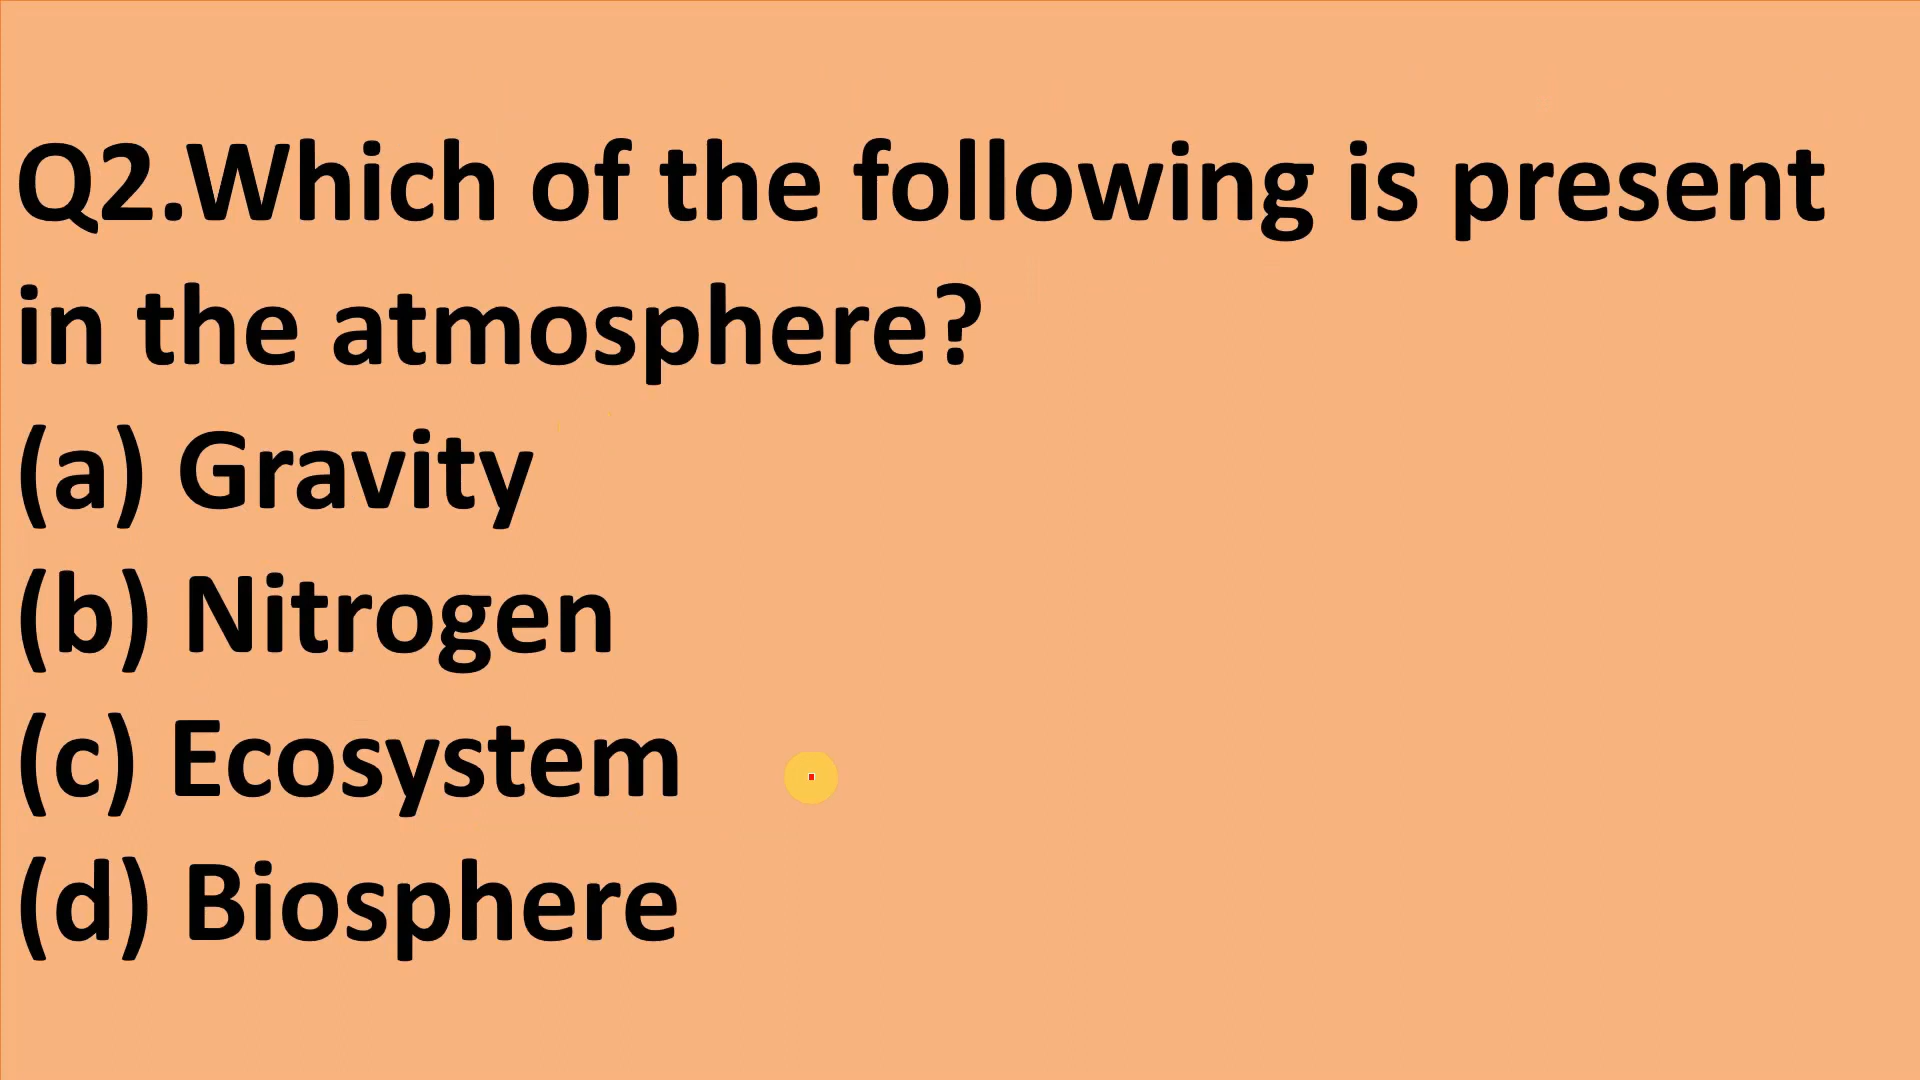 Q2.Which of the following is present
in the atmosphere?
(a) Gravity
(b) Nitrogen
(c) Ecosystem
(d) Biosphere